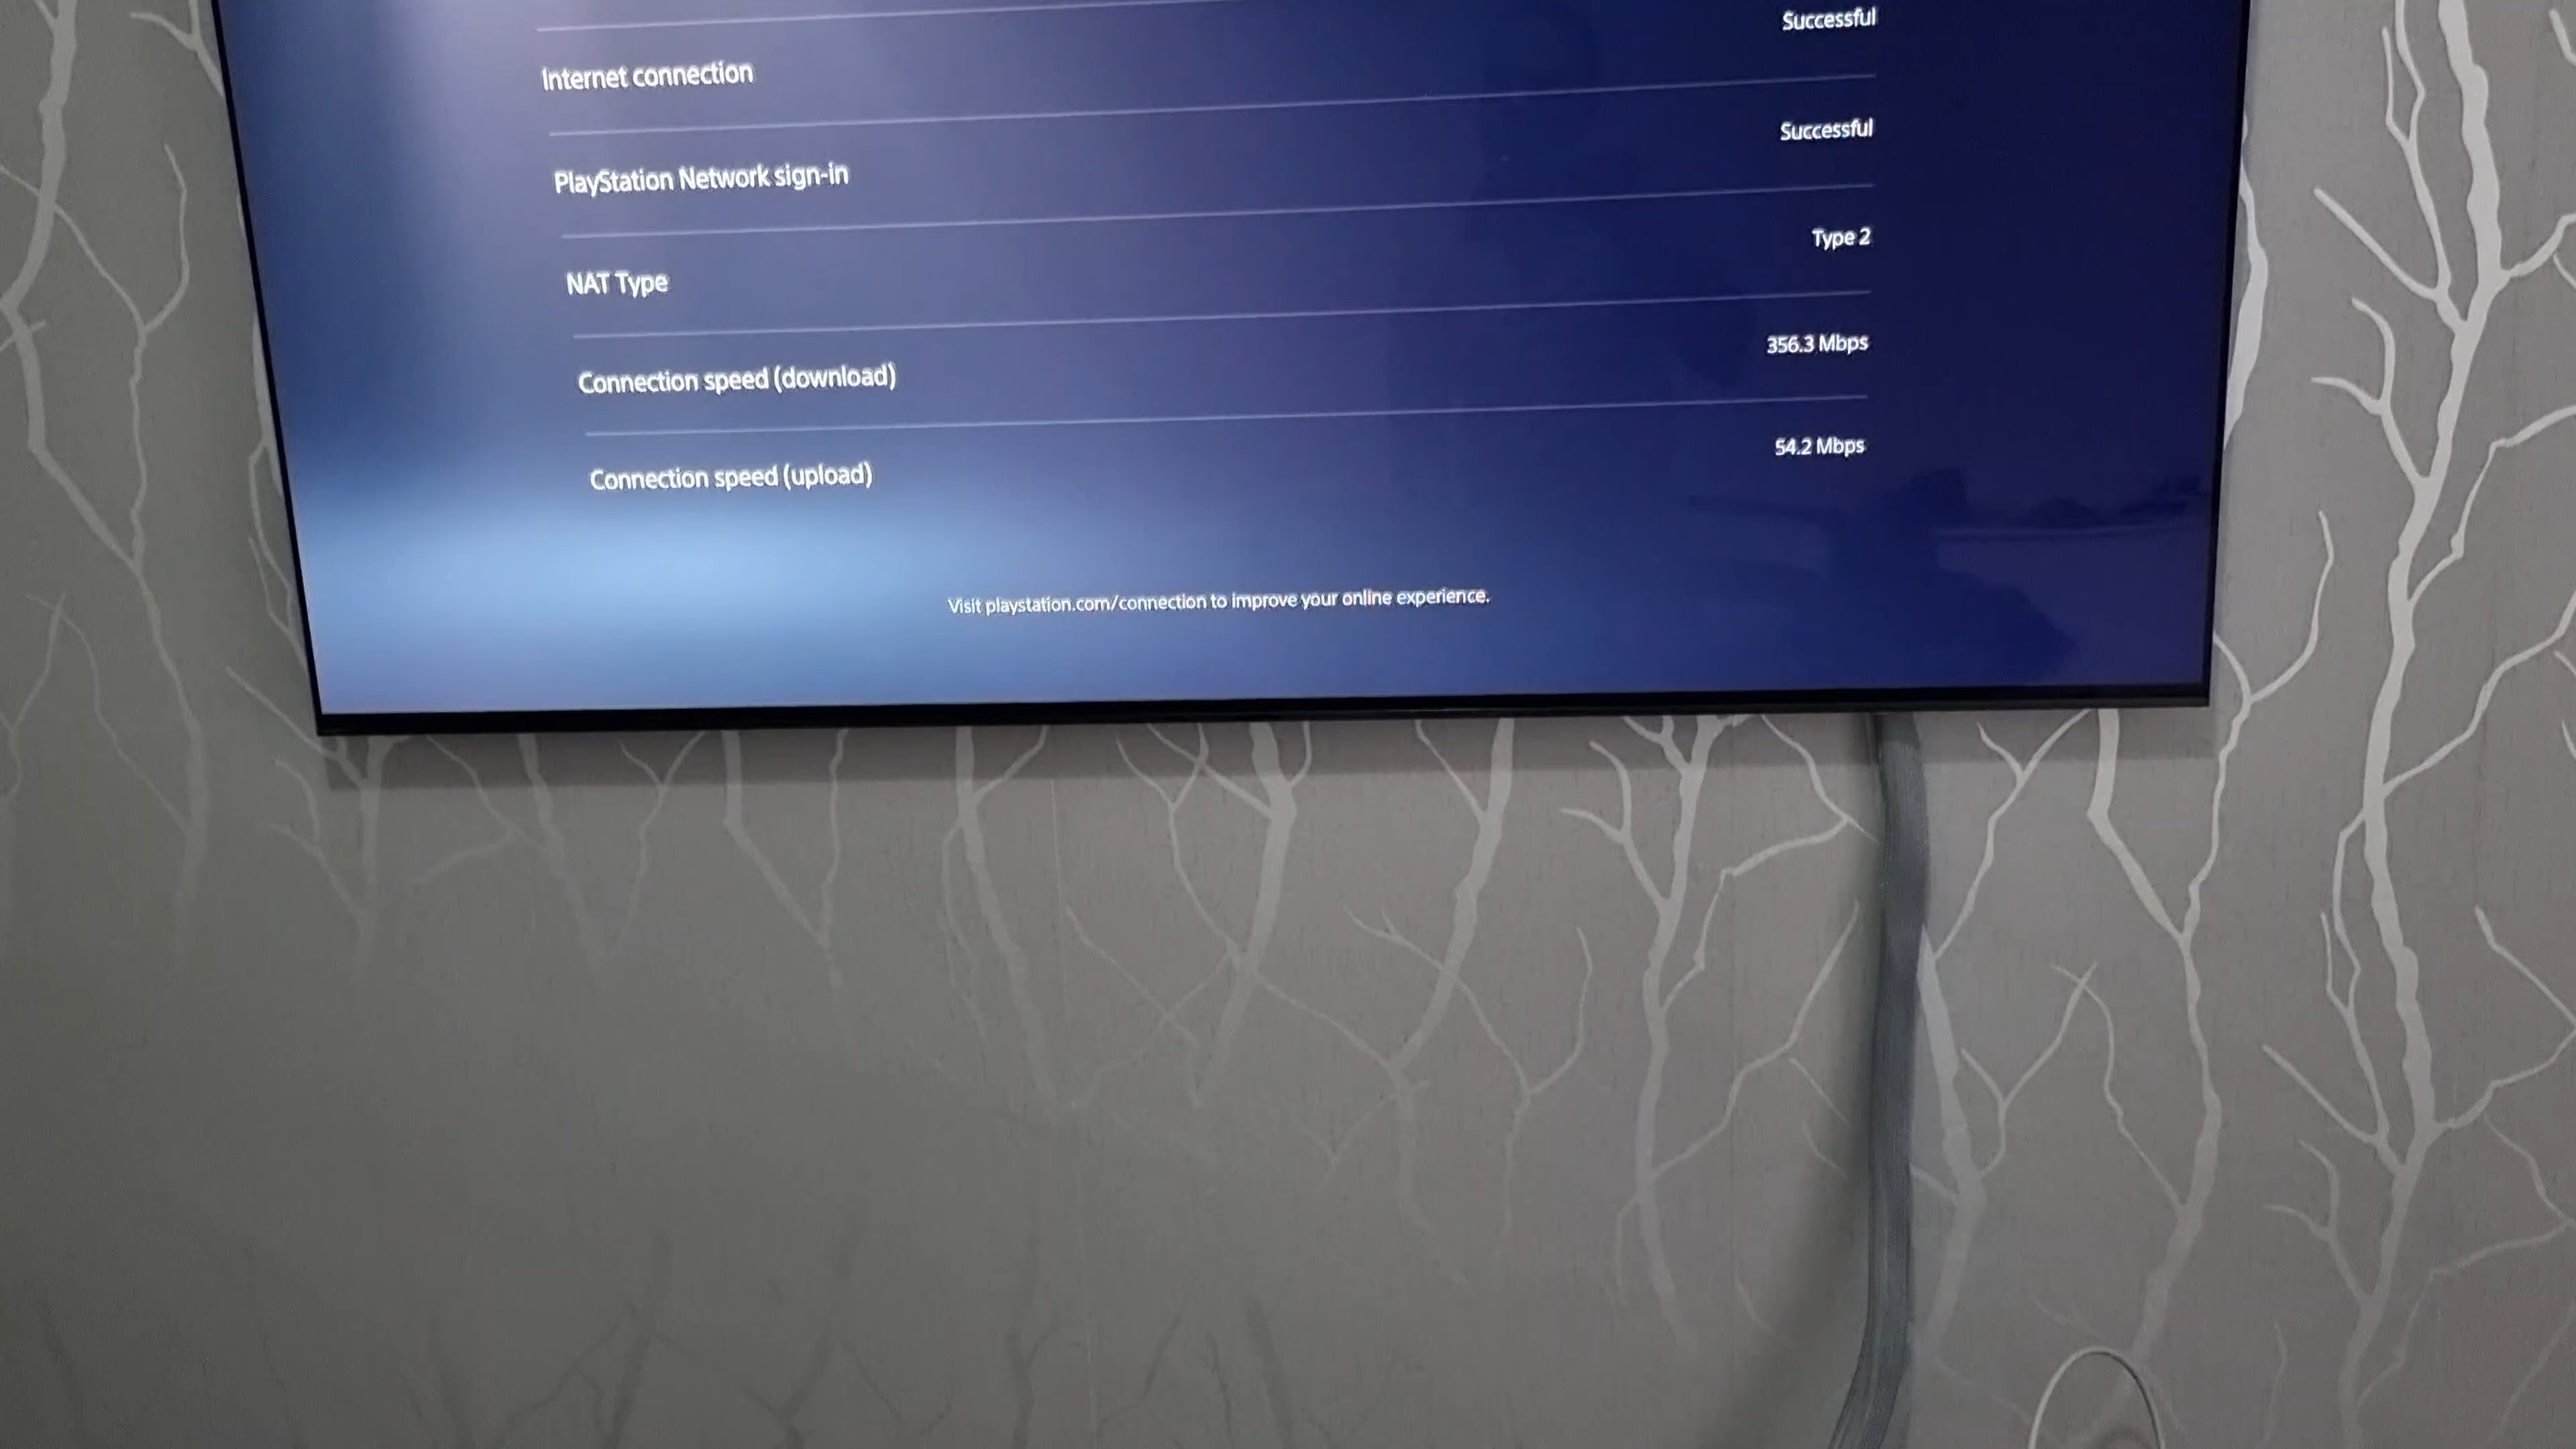 Internet connection Successful
PlayStation Network sign-in Successful
NAT Type Type 2
Connection speed (download) 356.3 Mbps
Connection speed (upload) 54.2 Mbps
Visit playstation.com/connection to improve your online experience.